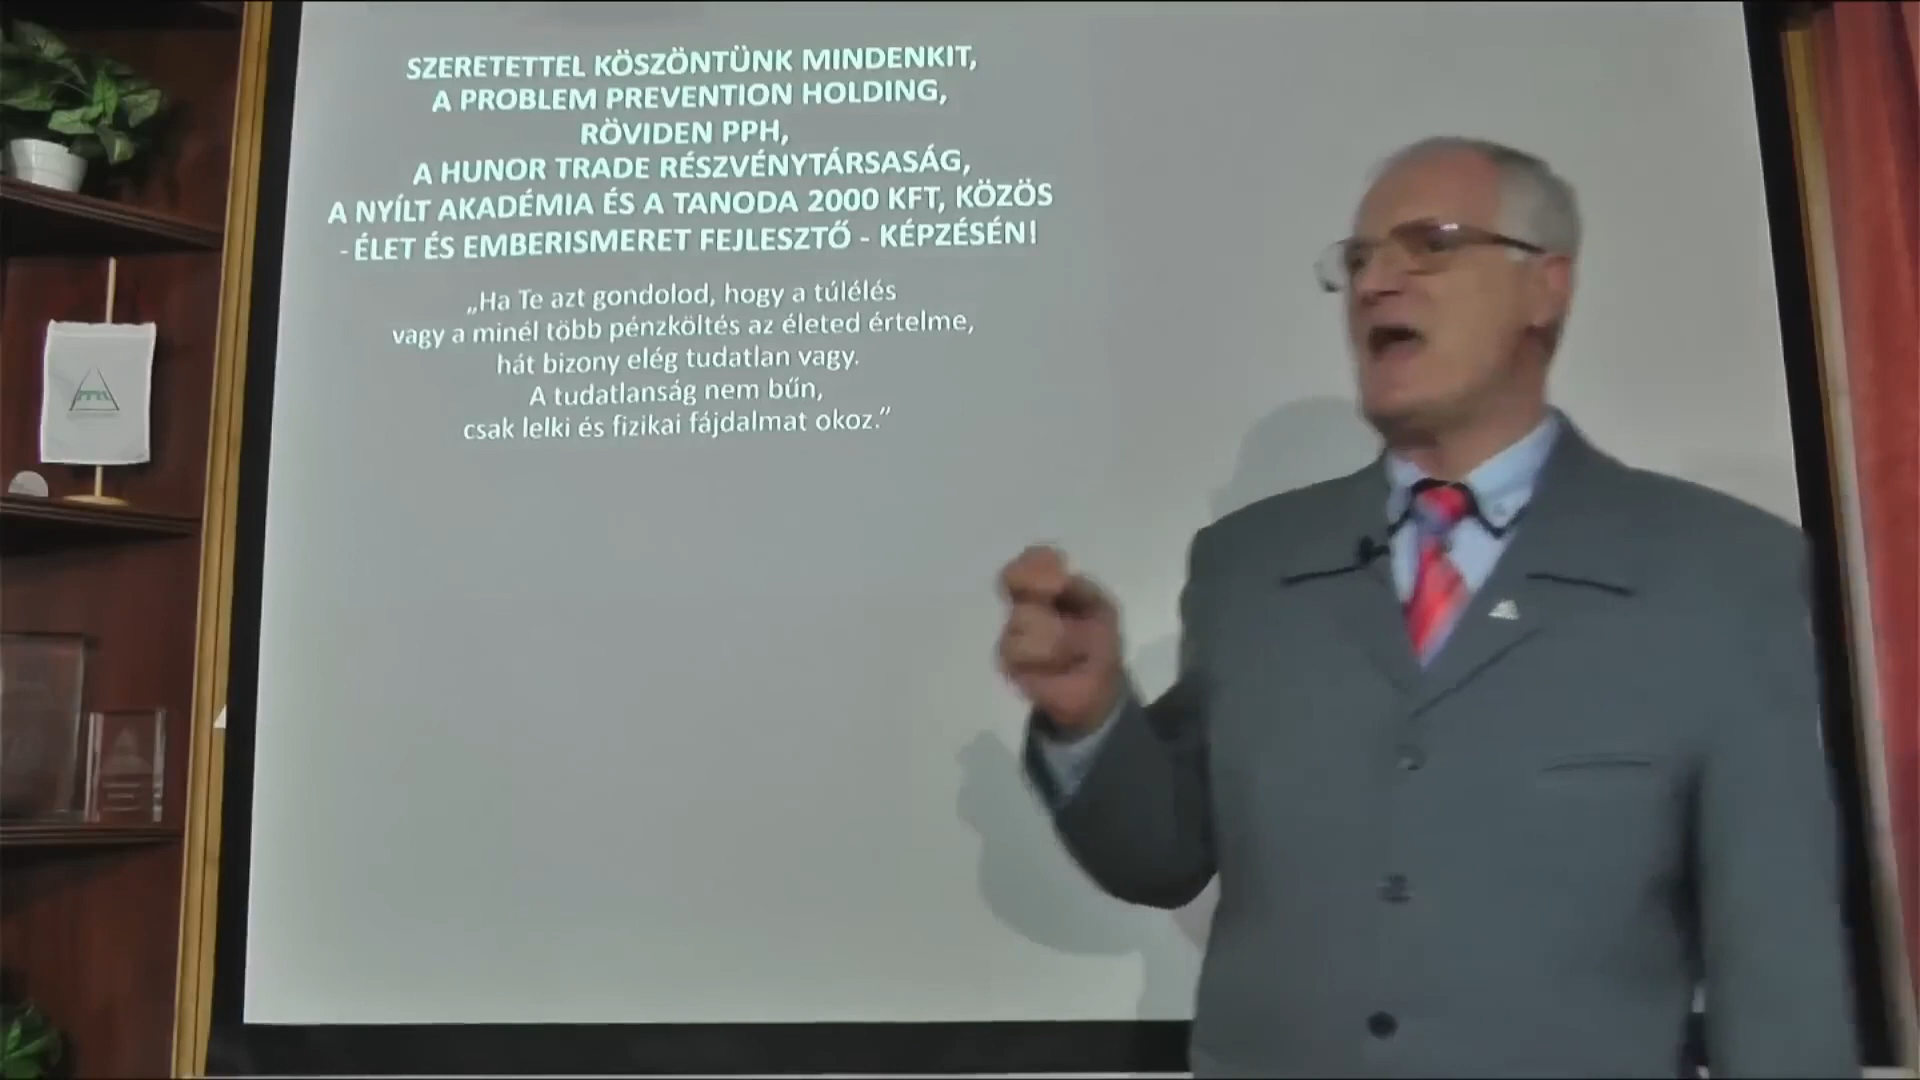 SZERETETTEL KÖSZÖNTÜNK MINDENKIT,
A PROBLEM PREVENTION HOLDING,
RÖVIDEN PPH,
A HUNOR TRADE RÉSZVÉNYTÁRSASÁG,
A NYÍLT AKADÉMIA ÉS A TANODA 2000 KFT, KÖZÖS
- ÉLET ÉS EMBERISMERET FEJLESZTŐ - KÉPZÉSÉN!
„Ha Te azt gondolod, hogy a túlélés
vagy a minél több pénzköltés az életed értelme,
hát bizony elég tudatlan vagy.
A tudatlanság nem bűn,
csak lelki és fizikai fájdalmat okoz.”